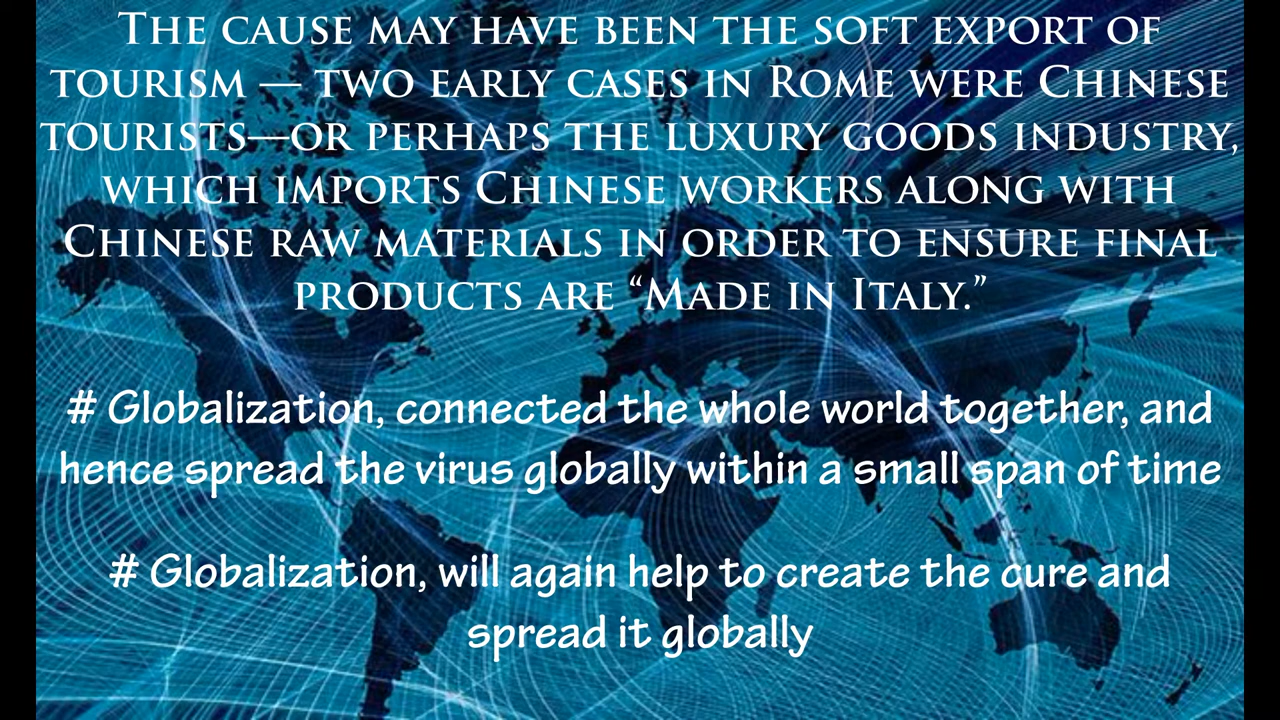 The cause may have been the soft export of
tourism — two early cases in Rome were Chinese
tourists—or perhaps the luxury goods industry,
which imports Chinese workers along with
Chinese raw materials in order to ensure final
products are “Made in Italy.”
# Globalization, connected the whole world together, and
hence spread the virus globally within a small span of time
# Globalization, will again help to create the cure and
spread it globally